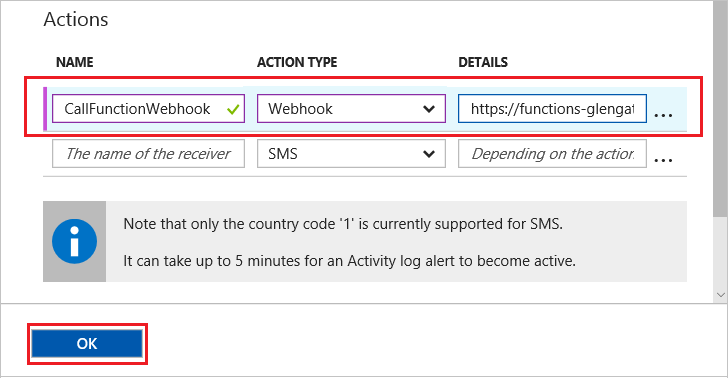 Actions
NAME ACTION TYPE DETAILS
CallFunctionWebhook Webhook https://functions-glengat ...
The name of the receiver SMS Depending on the action ...
Note that only the country code '1' is currently supported for SMS.
It can take up to 5 minutes for an Activity log alert to become active.
OK